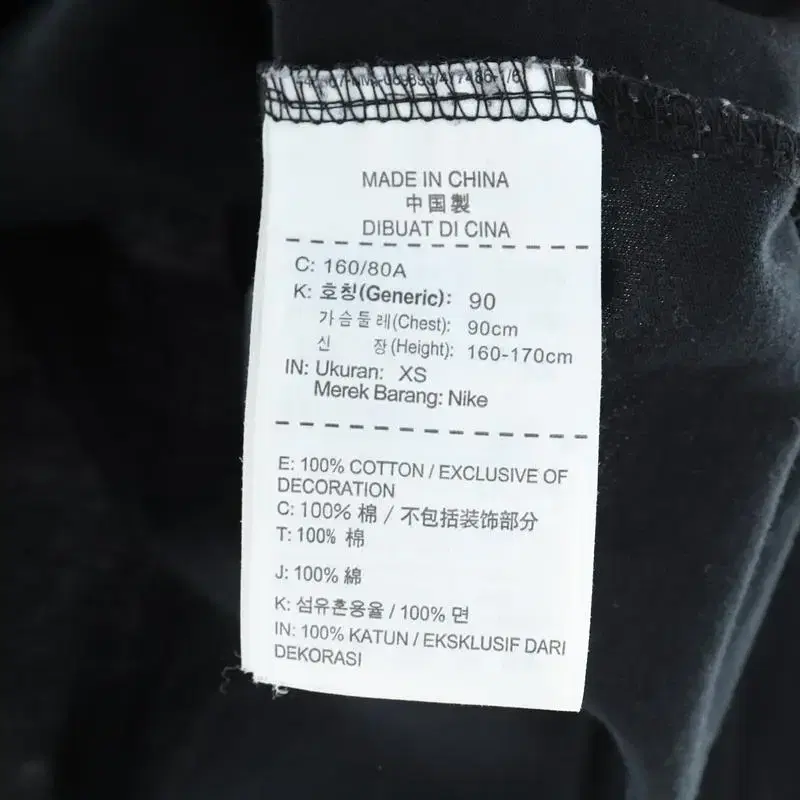 MADE IN CHINA
中国製
DIBUAT DI CINA
C: 160/80A
K: 호칭(Generic): 90
가슴둘레(Chest): 90cm
신 장(Height): 160-170cm
IN: Ukuran: XS
Merek Barang: Nike
E: 100% COTTON / EXCLUSIVE OF
DECORATION
C: 100% 棉 / 不包括装饰部分
T: 100% 棉
J: 100% 綿
K: 섬유혼용율 / 100% 면
IN: 100% KATUN / EKSKLUSIF DARI
DEKORASI